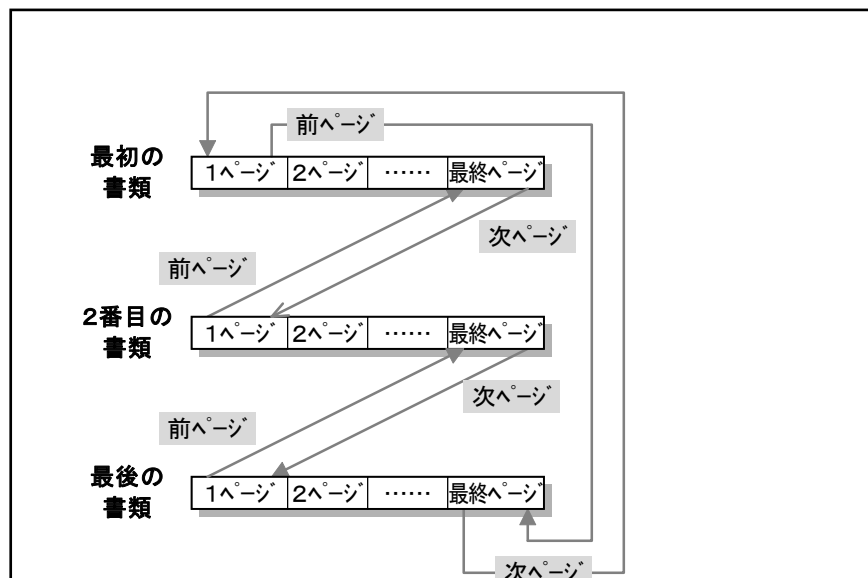 前ページ
最初の
書類
1ページ 2ページ …… 最終ページ
次ページ
前ページ
2番目の
書類
1ページ 2ページ …… 最終ページ
次ページ
前ページ
最後の
書類
1ページ 2ページ …… 最終ページ
次ページ